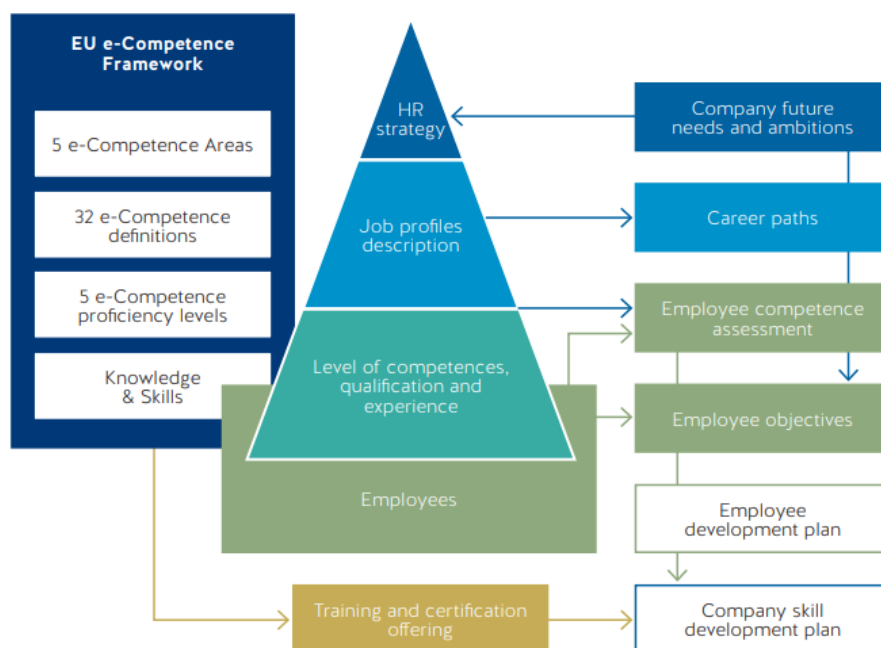 EU e-Competence
Framework
5 e-Competence Areas
32 e-Competence
definitions
5 e-Competence
proficiency levels
Knowledge
& Skills
HR
strategy
Job profiles
description
Level of competences,
qualification and
experience
Employees
Company future
needs and ambitions
Career paths
Employee competence
assessment
Employee objectives
Employee
development plan
Training and certification
offering
Company skill
development plan